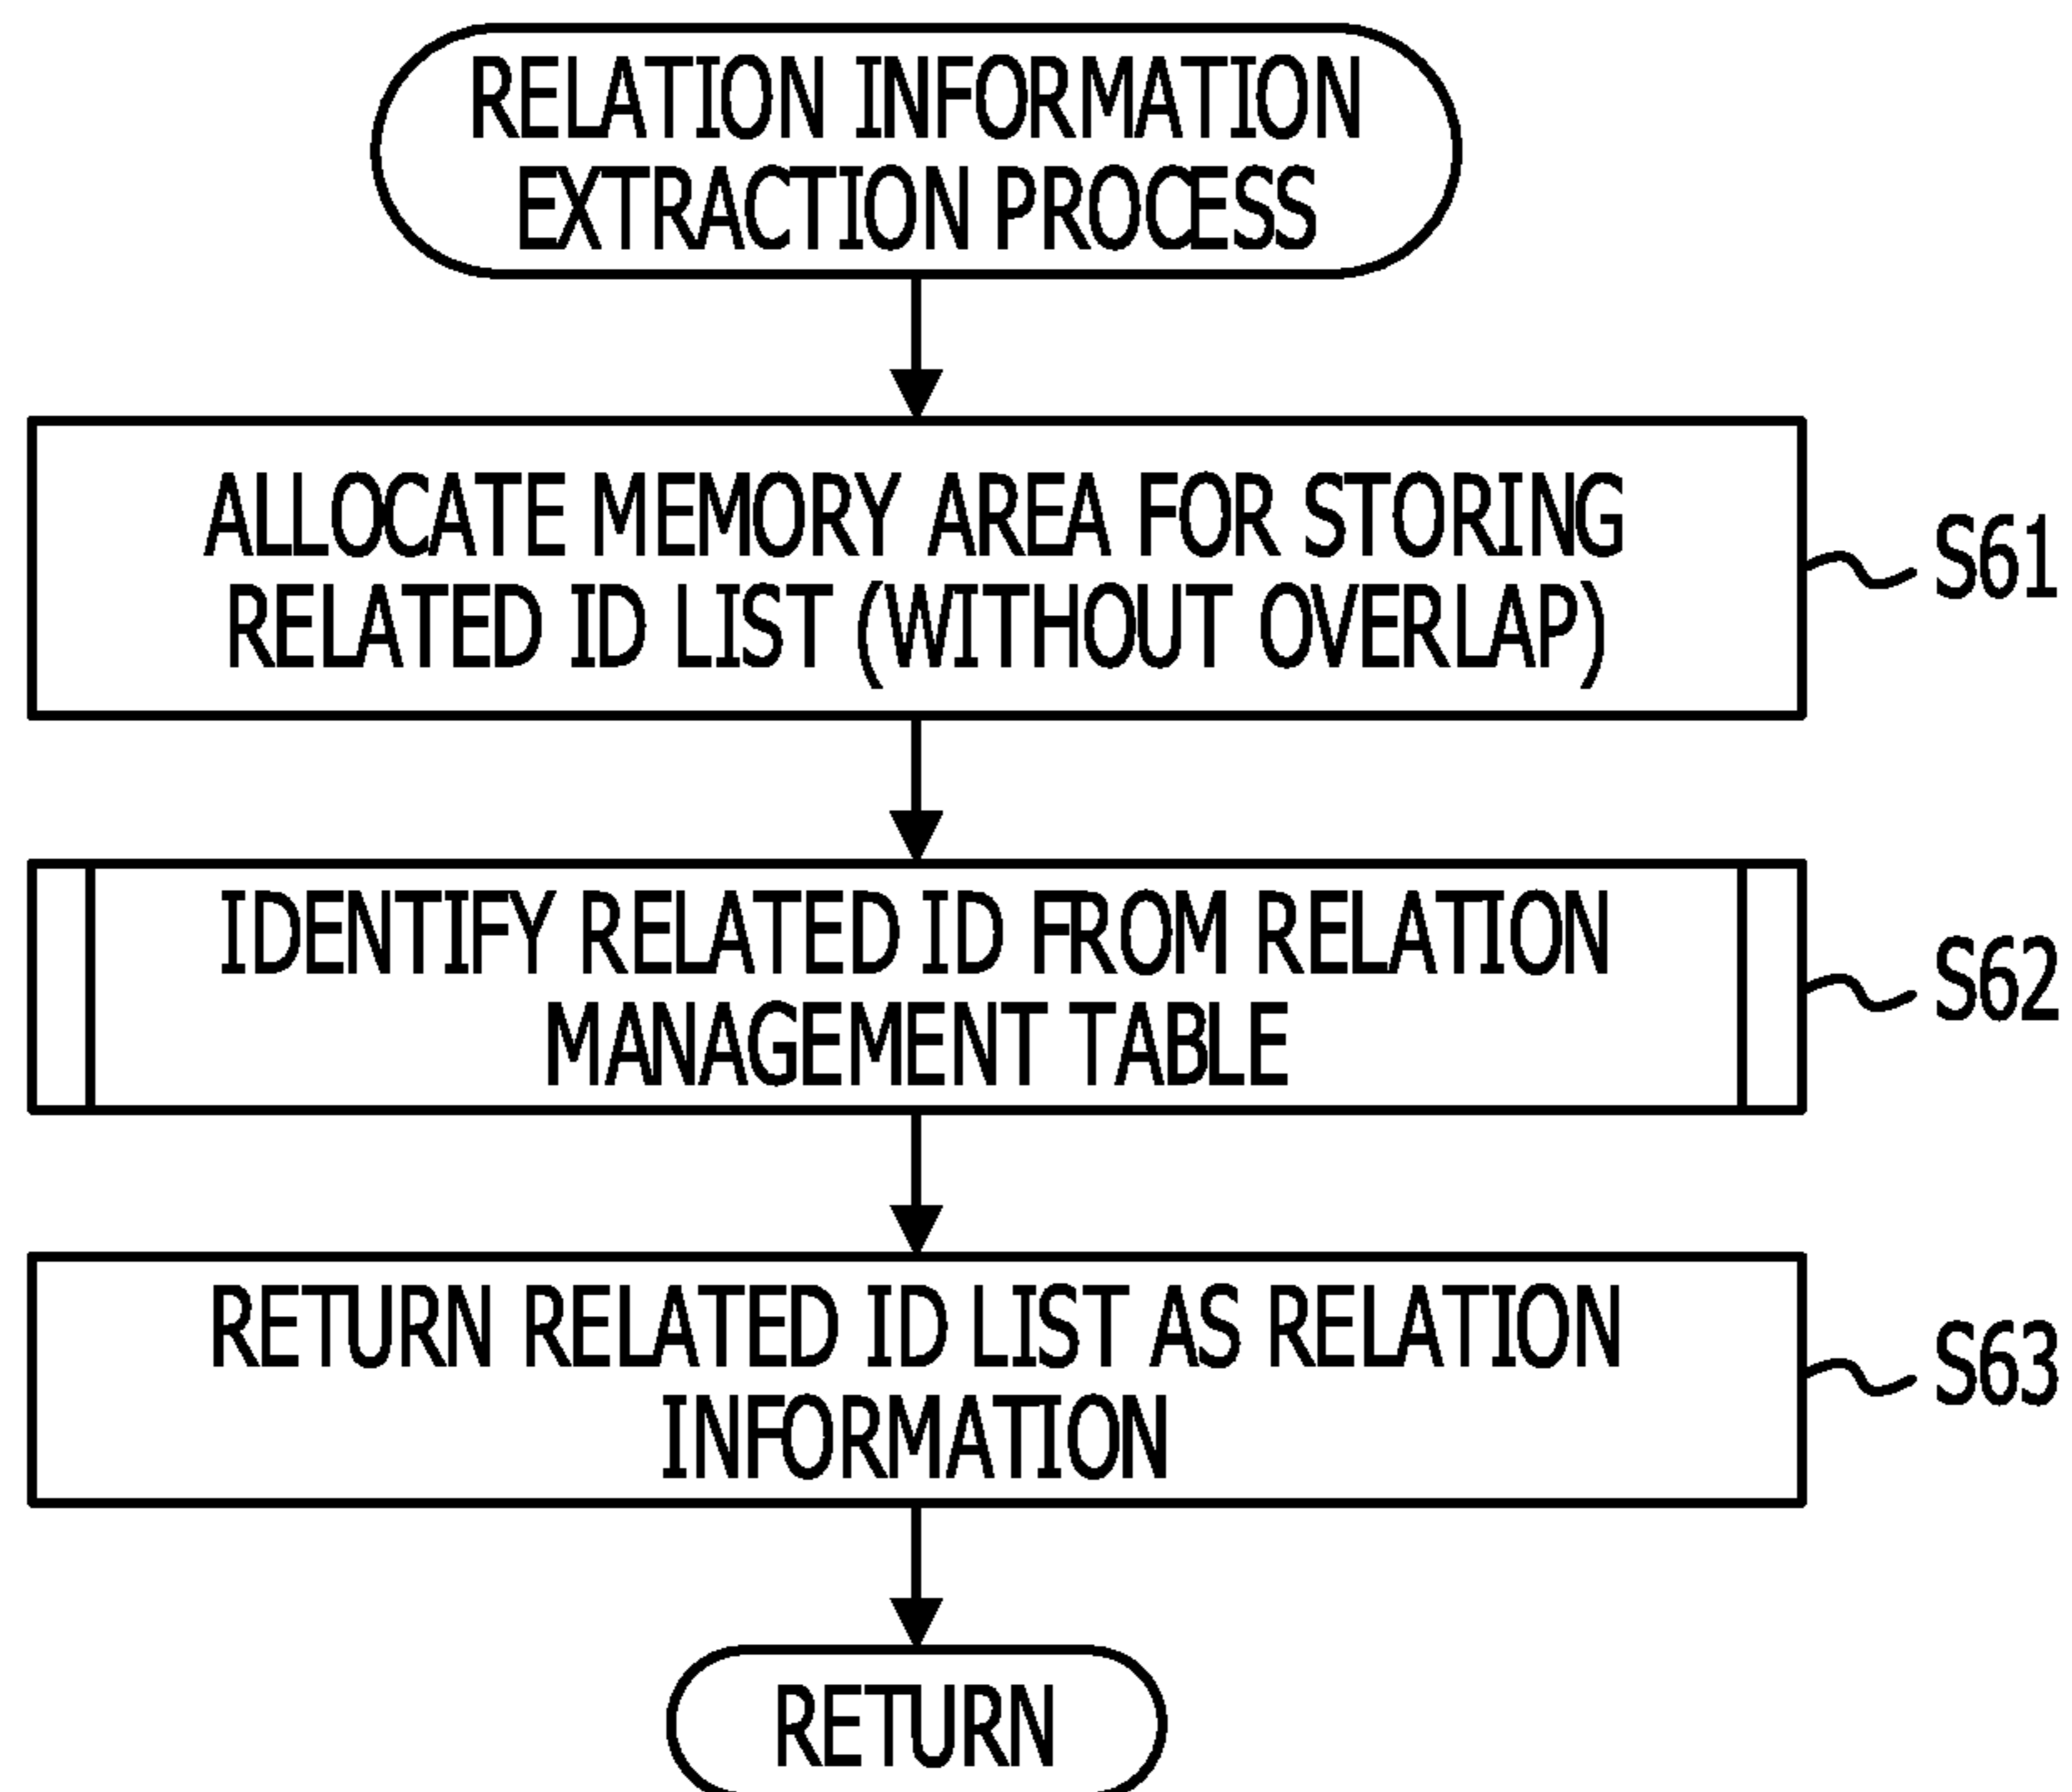 RELATION INFORMATION
EXTRACTION PROCESS
ALLOCATE MEMORY AREA FOR STORING
RELATED ID LIST (WITHOUT OVERLAP)
S61
IDENTIFY RELATED ID FROM RELATION
MANAGEMENT TABLE
S62
RETURN RELATED ID LIST AS RELATION
INFORMATION
S63
RETURN